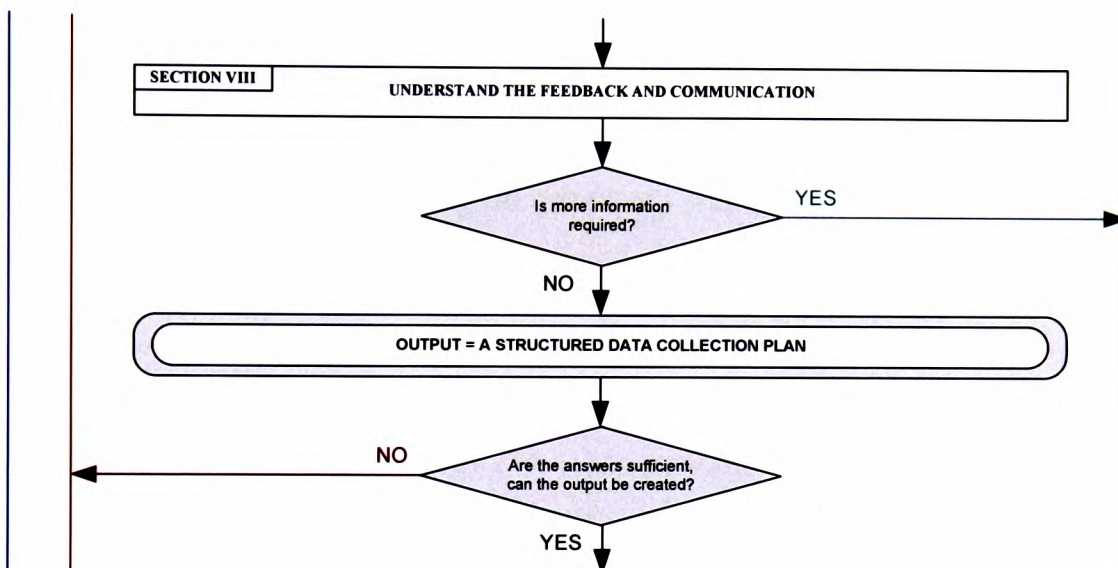 SECTION VIII
UNDERSTAND THE FEEDBACK AND COMMUNICATION
Is more information
required?
YES
NO
OUTPUT = A STRUCTURED DATA COLLECTION PLAN
Are the answers sufficient,
can the output be created?
NO
YES